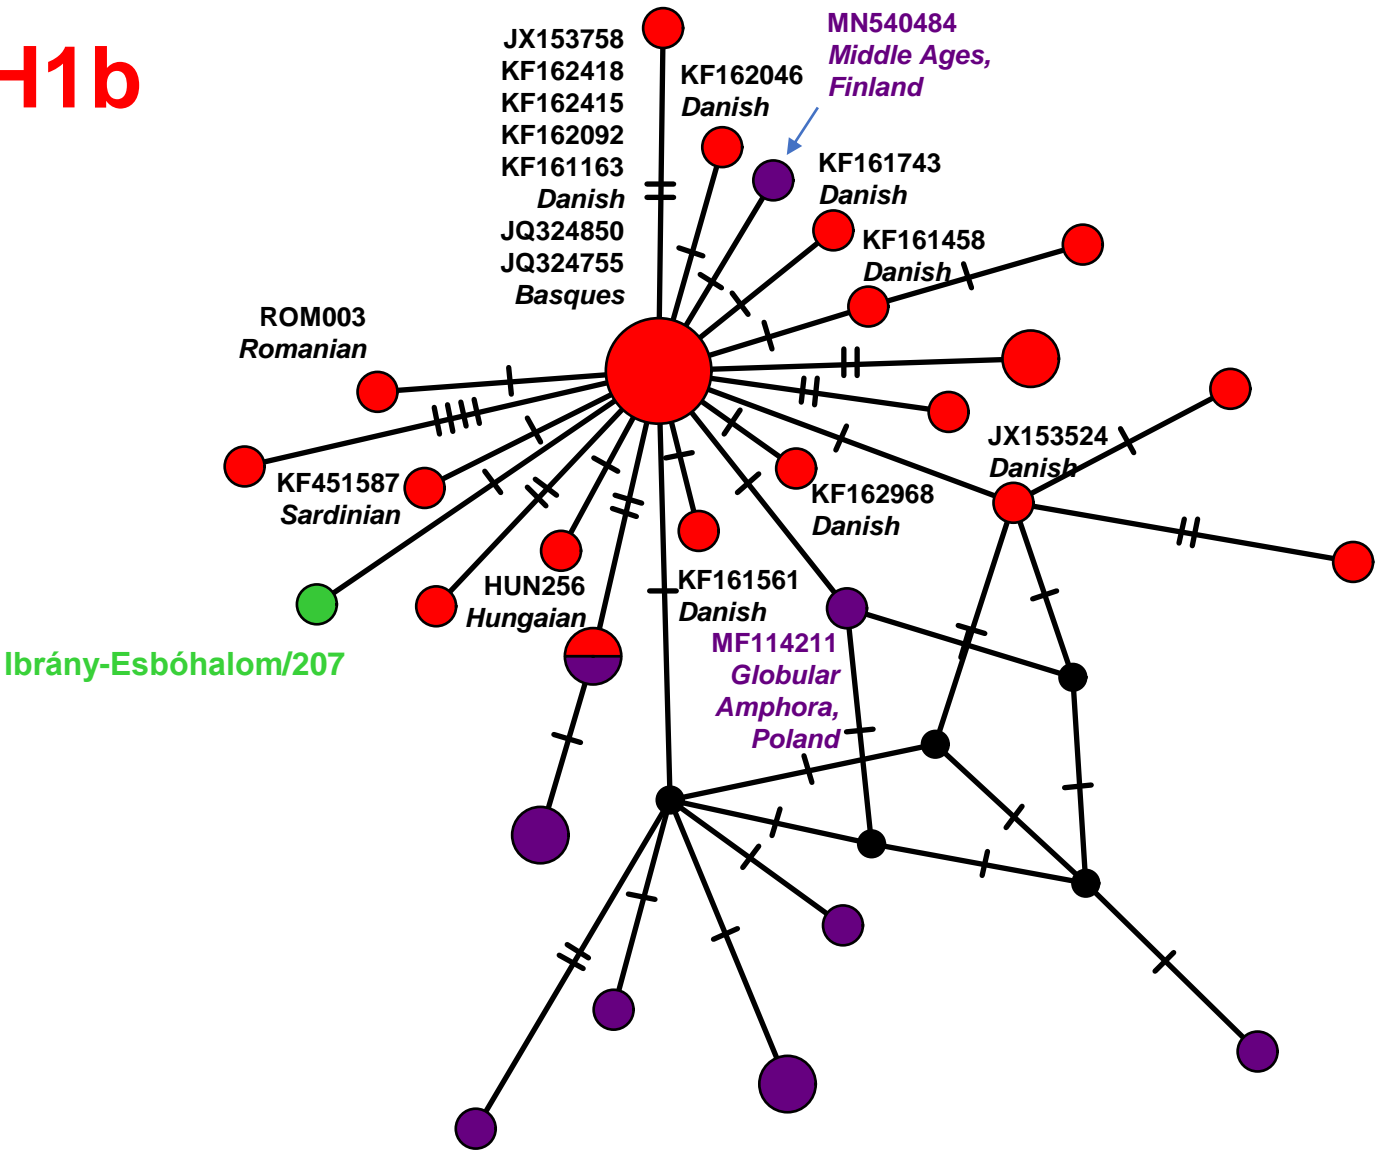 H1b
JX153758
KF162418
KF162415
KF162092
KF161163
Danish
JQ324850
JQ324755
Basques
KF162046
Danish
MN540484
Middle Ages,
Finland
KF161743
Danish
KF161458
Danish
ROM003
Romanian
JX153524
Danish
KF451587
Sardinian
KF162968
Danish
HUN256
Hungaian
KF161561
Danish
Ibrány-Esbóhalom/207
MF114211
Globular
Amphora,
Poland